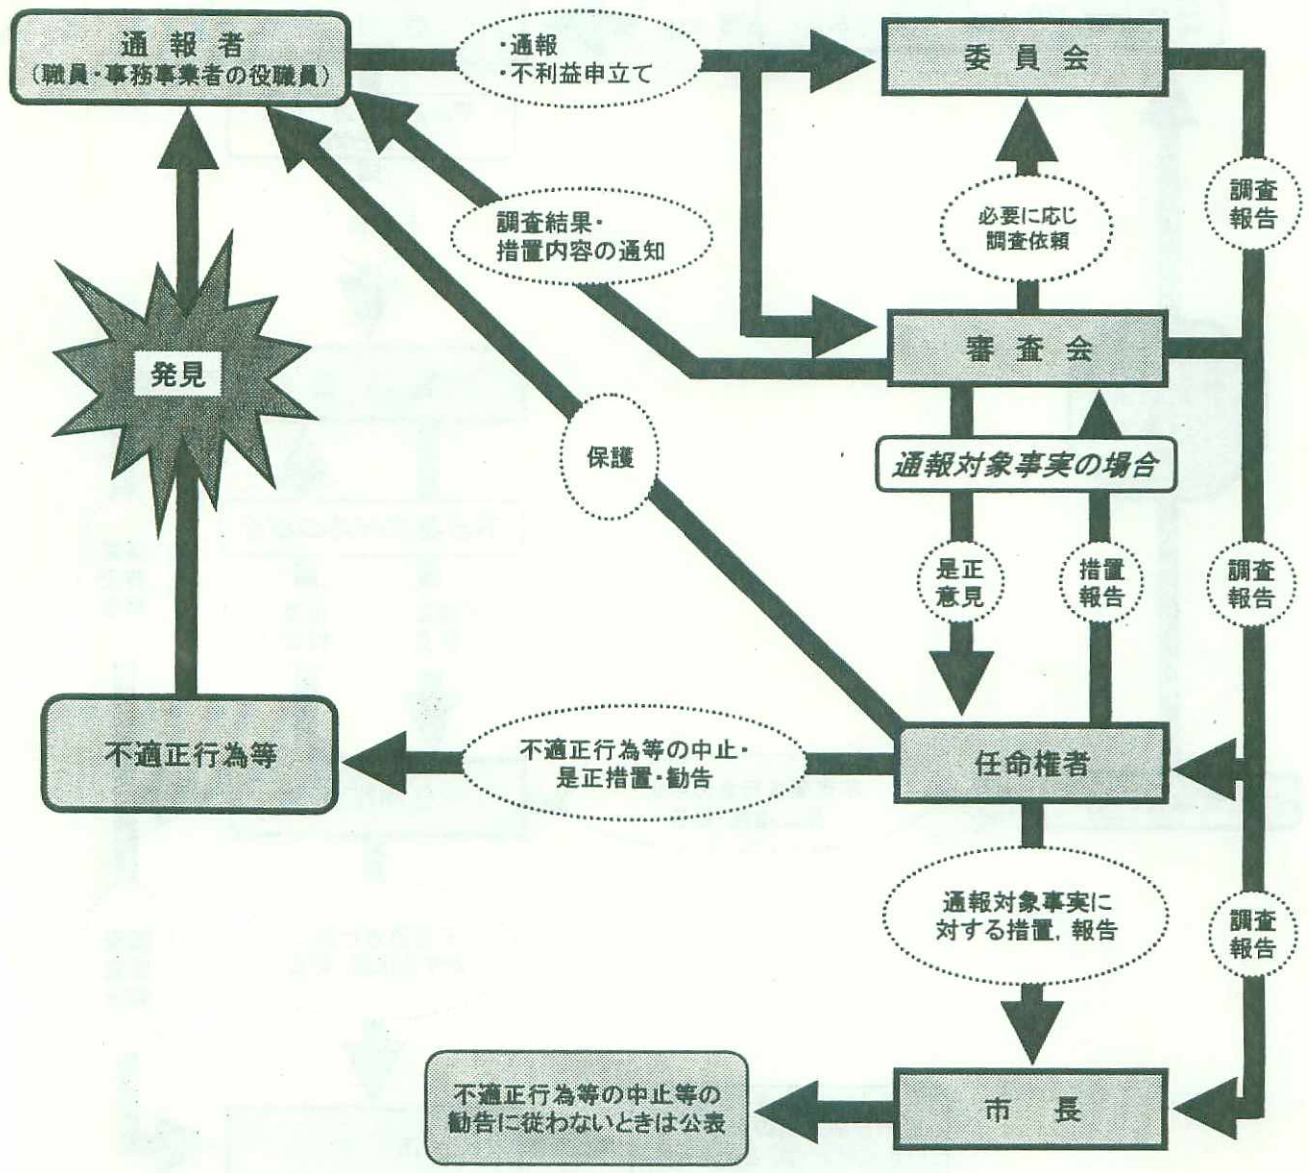 通報者
(職員・事務事業者の役職員)
・通報
・不利益申立て
委員会
調査
報告
必要に応じ
調査依頼
調査結果・
措置内容の通知
審査会
発見
保護
通報対象事実の場合
是正
意見
措置
報告
調査
報告
不適正行為等
不適正行為等の中止・
是正措置・勧告
任命権者
通報対象事実に
対する措置,報告
調査
報告
不適正行為等の中止等の
勧告に従わないときは公表
市長